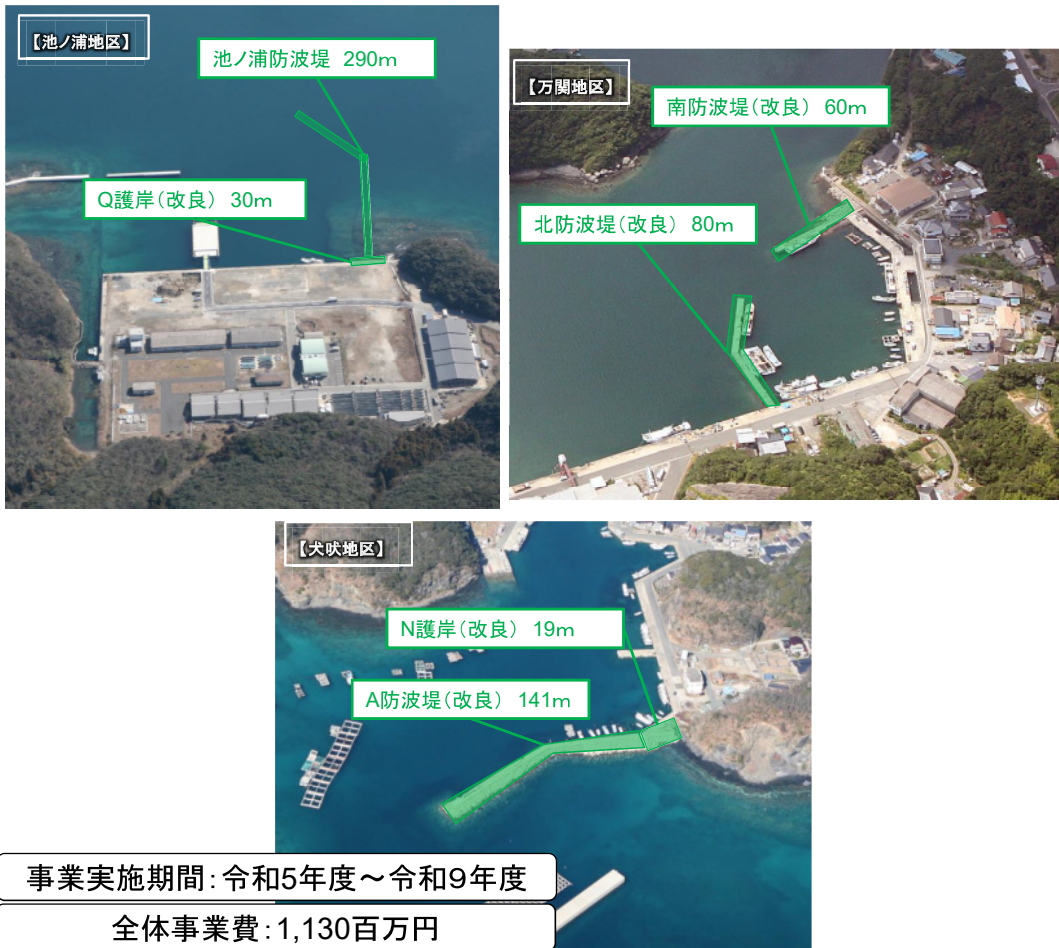 【池ノ浦地区】
池ノ浦防波堤 290m
Q護岸(改良) 30m
【万関地区】
南防波堤(改良) 60m
北防波堤(改良) 80m
【犬吠地区】
N護岸(改良) 19m
A防波堤(改良) 141m
事業実施期間:令和5年度～令和9年度
全体事業費:1,130百万円